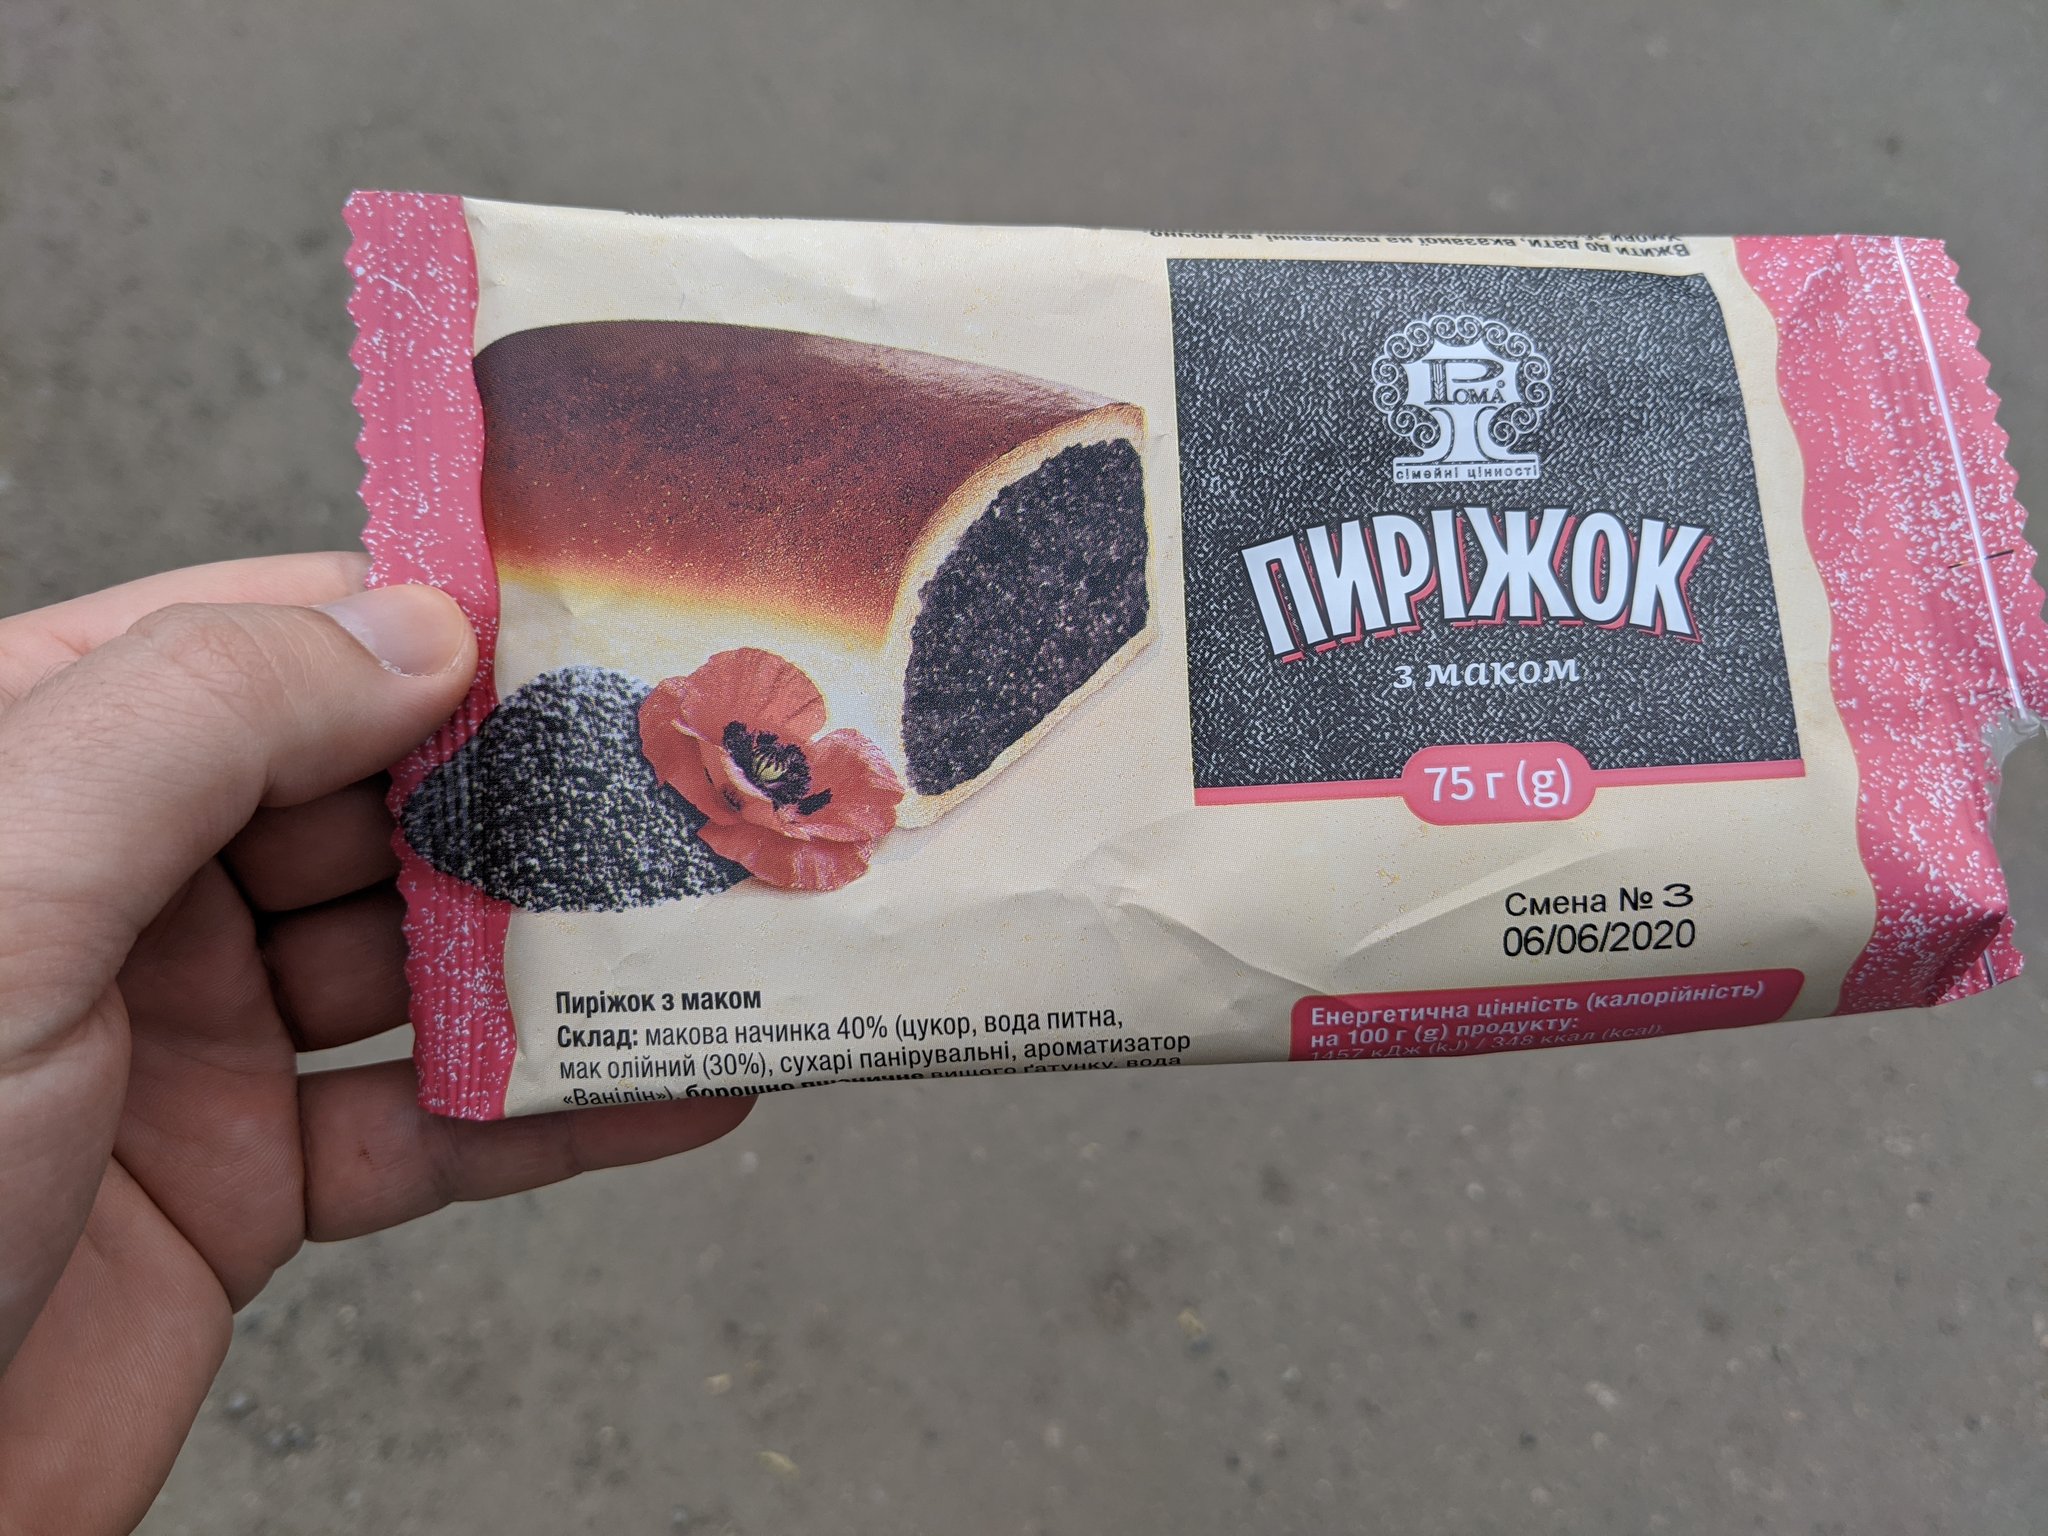 Вжити до дати, вказаної на пакованні, включно
Рома
сімейні цінності
ПИРІЖОК
з маком
75 г (g)
Смена № 3
06/06/2020
Пиріжок з маком
Склад: макова начинка 40% (цукор, вода питна,
мак олійний (30%), сухарі панірувальні, ароматизатор
«Ванілін»), борошно пшеничне вищого ґатунку, вода
Енергетична цінність (калорійність)
на 100 г (g) продукту:
1457 кДж (kJ) / 348 ккал (kcal).